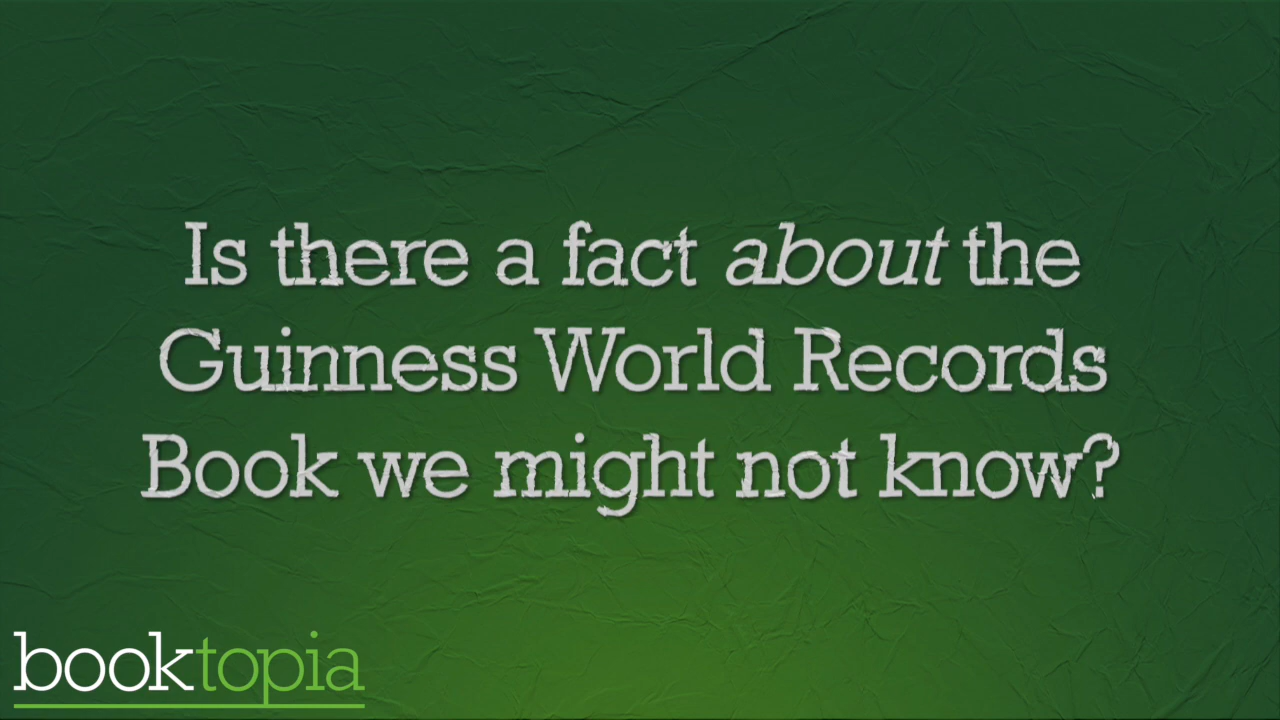 Is there a fact about the
Guinness World Records
Book we might not know?
booktopia